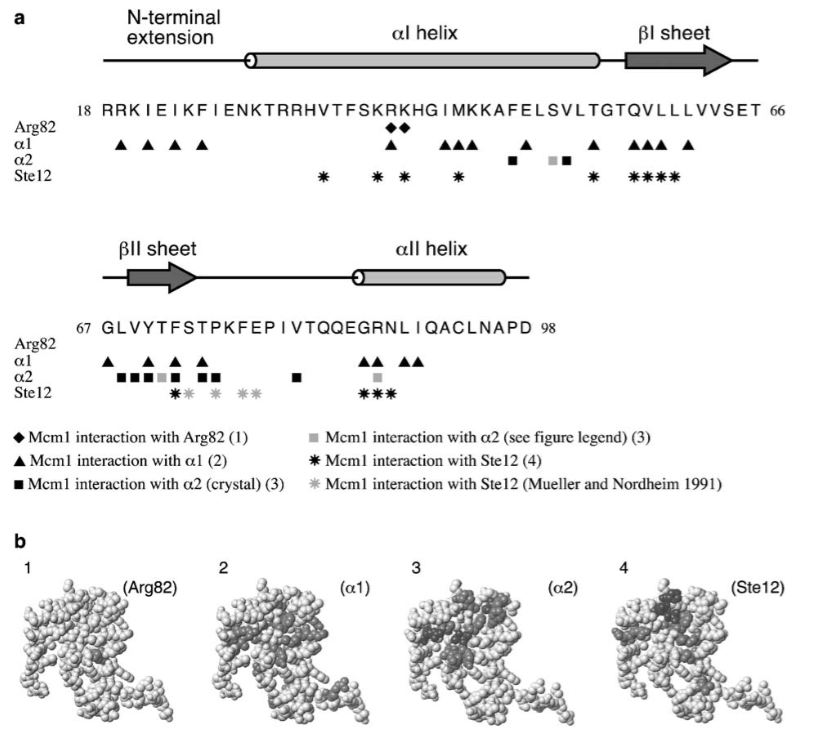 a
N-terminal
extension
αI helix
βI sheet
18 RRKIEIKFIENKTRRHVTFSKRKHGIMKKAFELSVLTGTQVLLLVVSET 66
Arg82
α1
α2
Ste12
βII sheet
αII helix
67 GLVYTFSTPKFEPIVTQQEGRNLIQACLNAPD 98
Arg82
α1
α2
Ste12
Mcm1 interaction with Arg82 (1)
Mcm1 interaction with α2 (see figure legend) (3)
Mcm1 interaction with α1 (2)
Mcm1 interaction with Ste12 (4)
Mcm1 interaction with α2 (crystal) (3)
Mcm1 interaction with Ste12 (Mueller and Nordheim 1991)
b
1 (Arg82)
2 (α1)
3 (α2)
4 (Ste12)